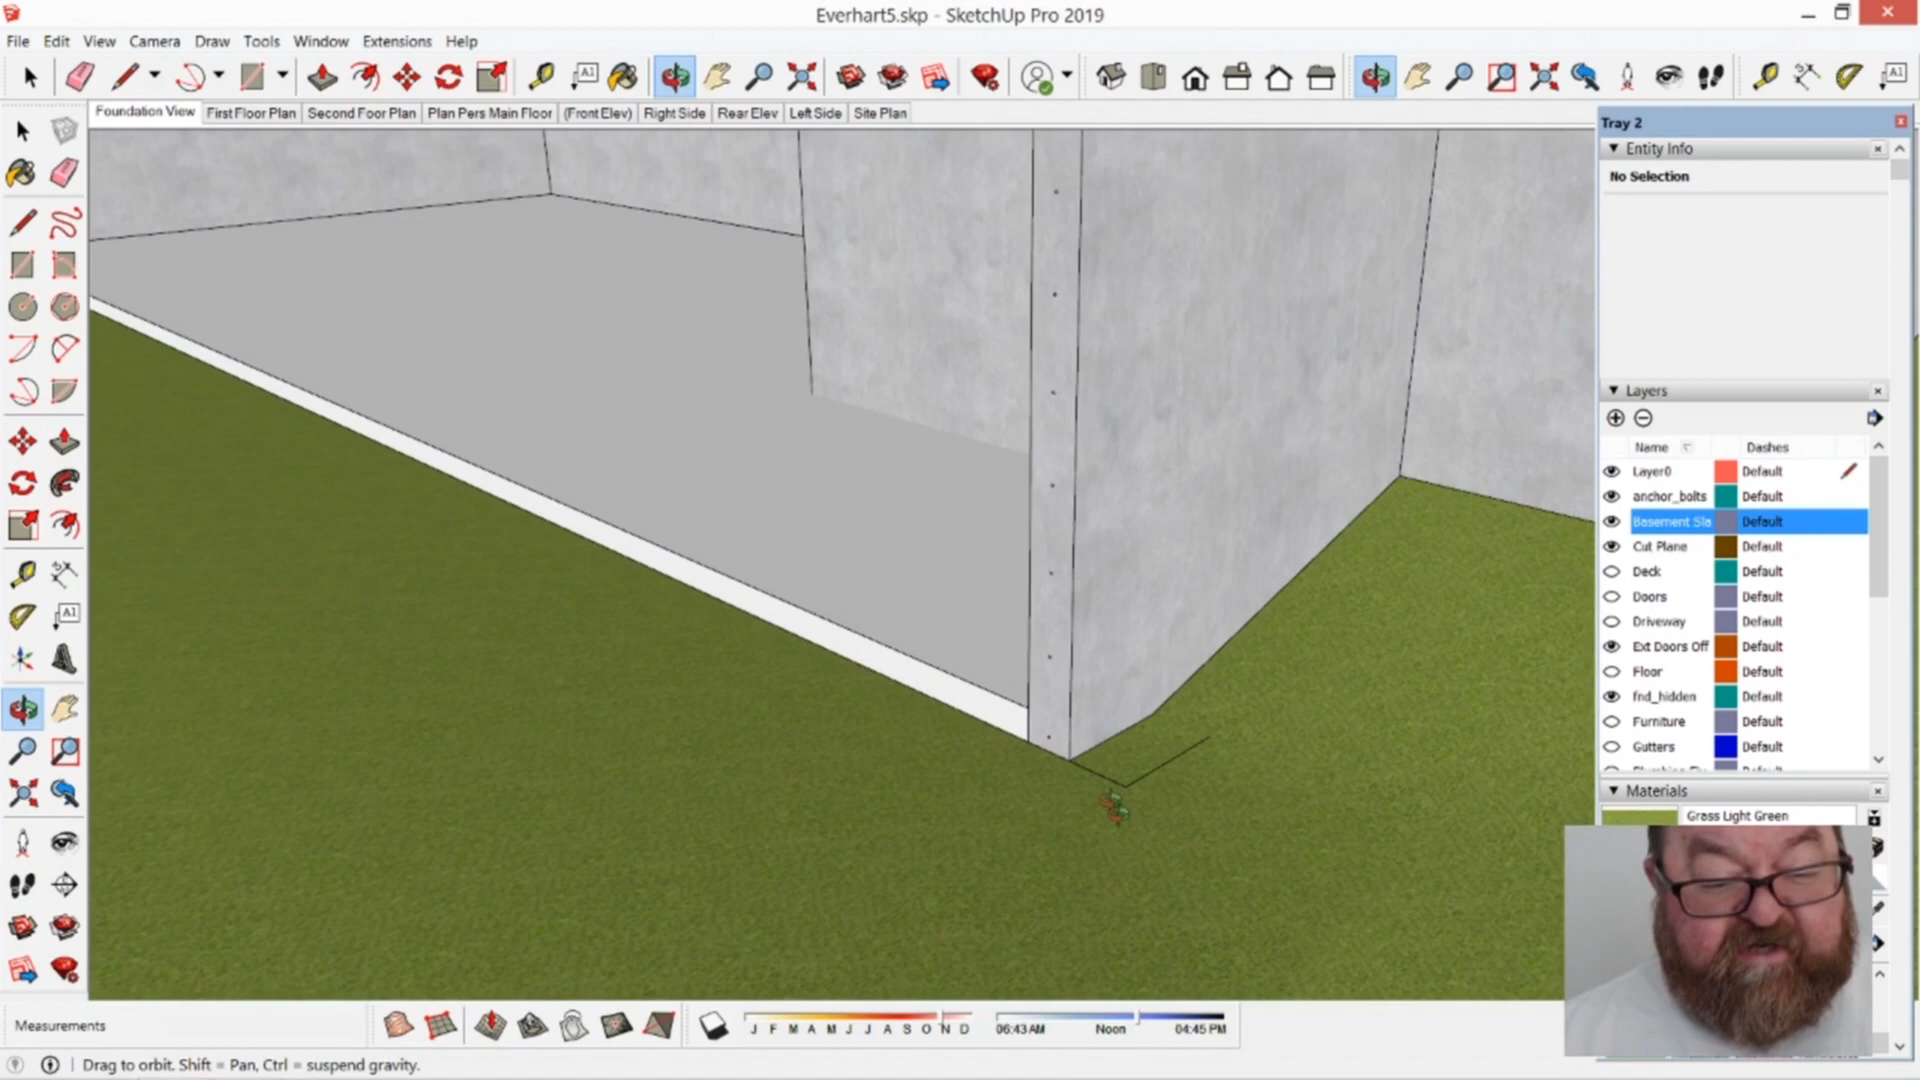 Everhart5.skp - SketchUp Pro 2019
File Edit View Camera Draw Tools Window Extensions Help
A1
A1
Foundation View First Floor Plan Second Foor Plan Plan Pers Main Floor (Front Elev) Right Side Rear Elev Left Side Site Plan
Tray 2
Entity Info
No Selection
Layers
Name Dashes
Layer0 Default
anchor_bolts Default
Basement Sla Default
Cut Plane Default
Deck Default
Doors Default
A1
Driveway Default
Ext Doors Off Default
Floor Default
fnd_hidden Default
Furniture Default
Gutters Default
Materials
Grass Light Green
Measurements
J F M A M J J A S O N D
06:43 AM Noon 04:45 PM
Drag to orbit. Shift = Pan, Ctrl = suspend gravity.